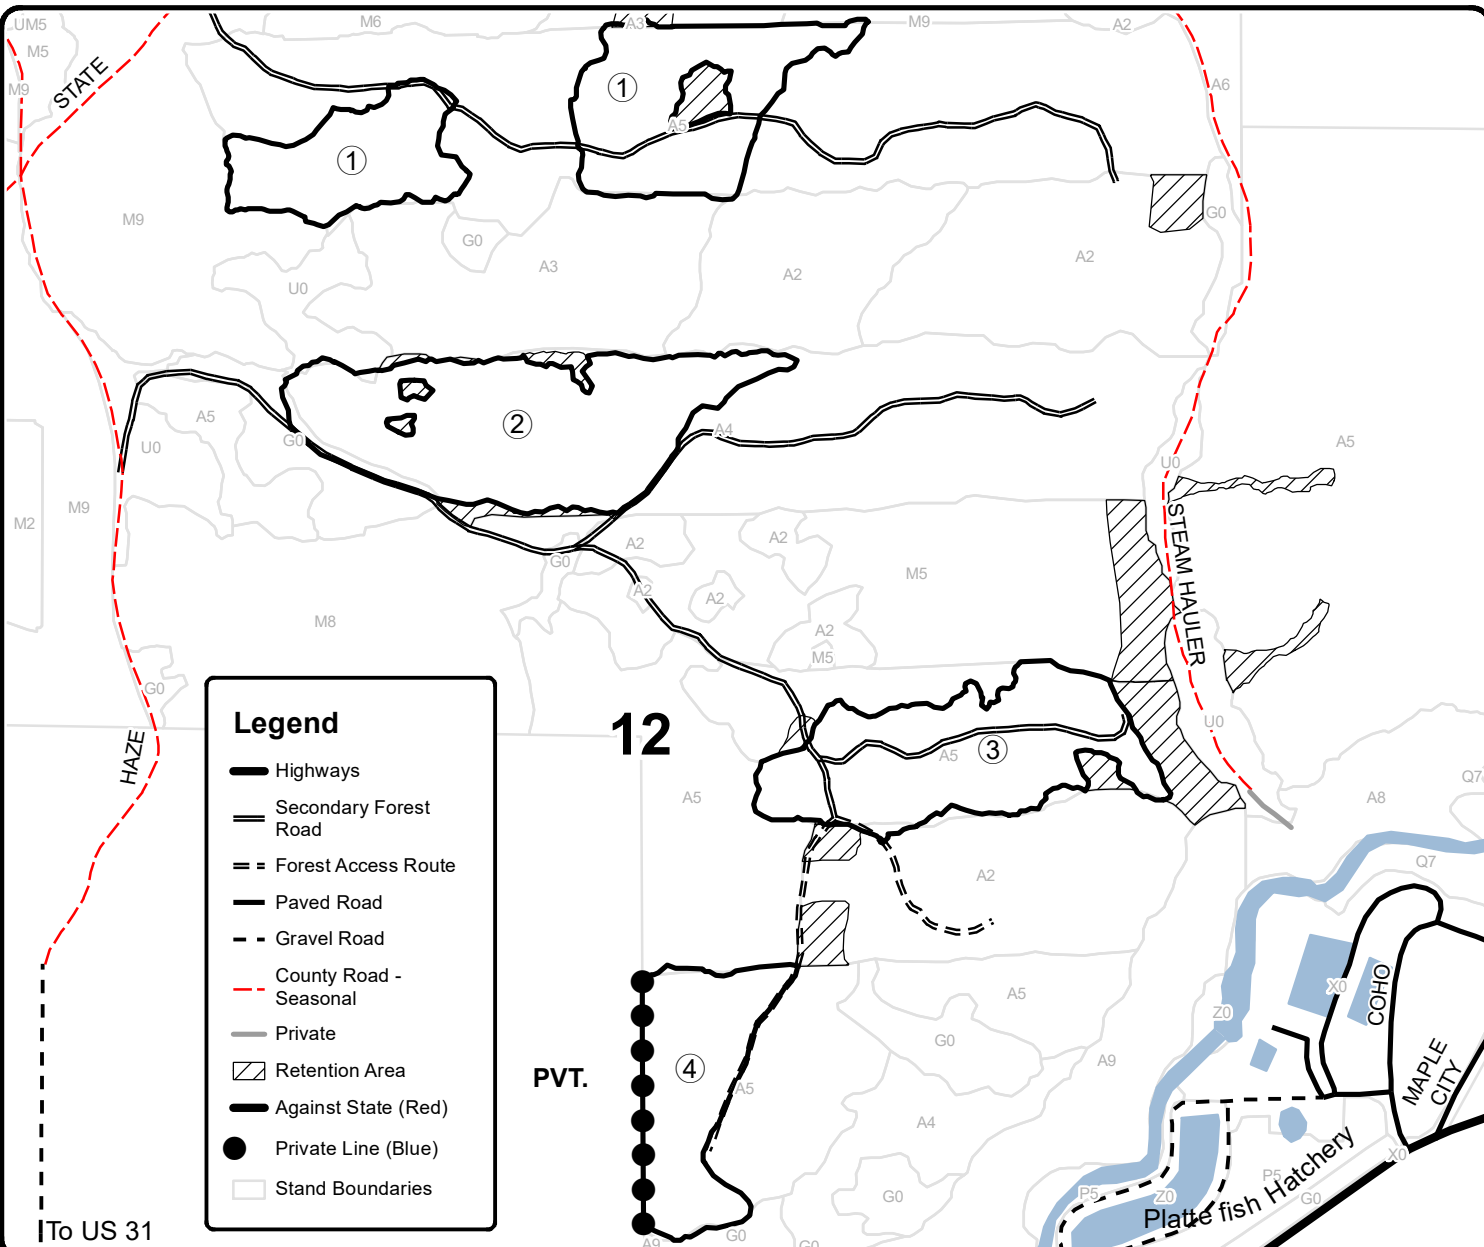 UM5
M6
A3
M9
A2
M5
M9
STATE
A6
1
A5
1
M9
G0
G0
A3
A2
A2
U0
A5
G0
U0
2
A4
A5
U0
M2
M9
STEAM HAULER
A2
A2
G0
M5
A2
A2
M8
A2
M5
G0
U0
HAZE
12
A5
A5
3
Q7
A8
Q7
A2
Legend
Highways
Secondary Forest
Road
Forest Access Route
Paved Road
Gravel Road
County Road -
Seasonal
Private
Retention Area
Against State (Red)
Private Line (Blue)
Stand Boundaries
A5
X0
COHO
Z0
G0
A9
MAPLE
CITY
PVT.
4
A5
A4
X0
P5
P5
Z0
G0
G0
Platte fish Hatchery
To US 31
A9
G0
G0